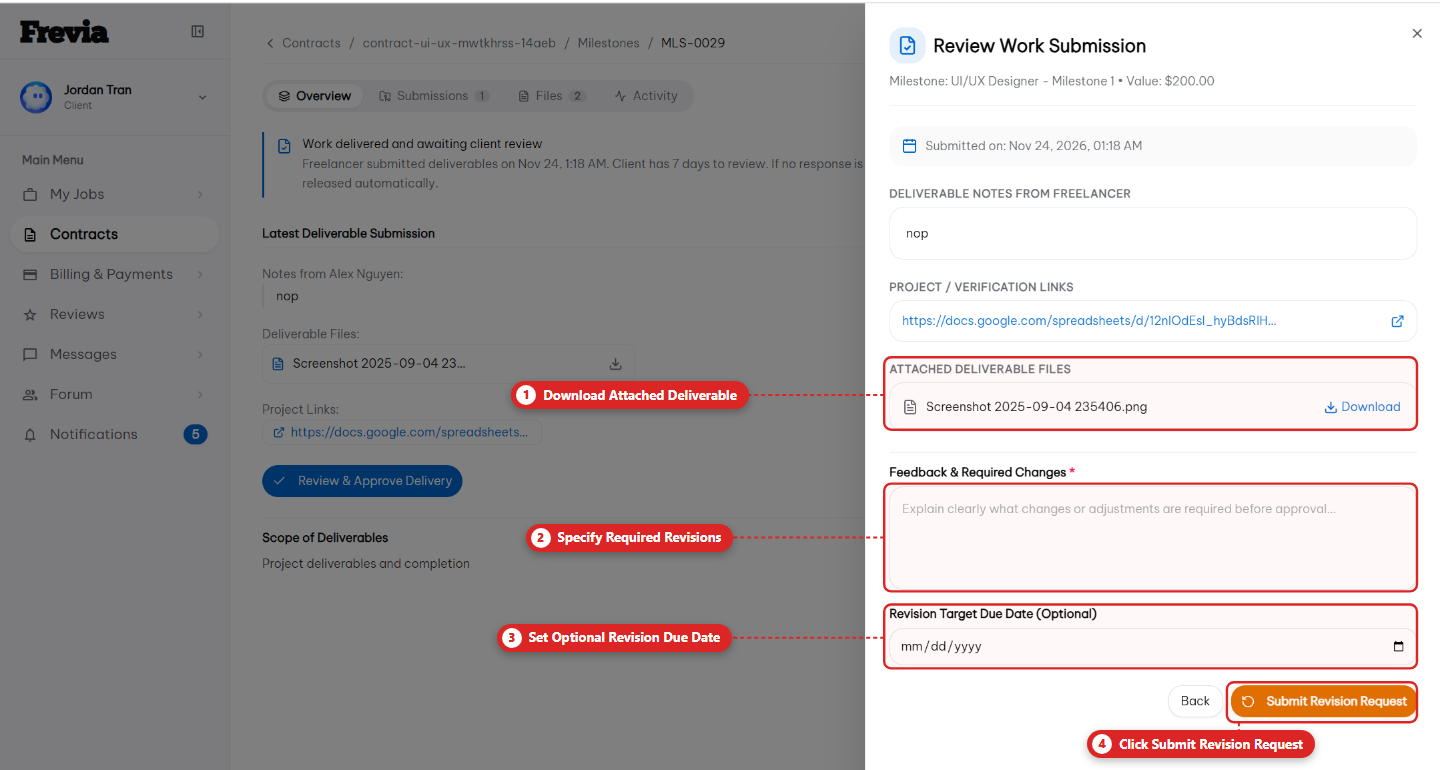 Frevia
Jordan Tran
Client
Main Menu
My Jobs
Contracts
Billing & Payments
Reviews
Messages
Forum
Notifications
5
Contracts / contract-ui-ux-mwtkhrss-14aeb / Milestones / MLS-0029
Overview
Submissions 1
Files 2
Activity
Work delivered and awaiting client review
Freelancer submitted deliverables on Nov 24, 1:18 AM. Client has 7 days to review. If no response is
released automatically.
Latest Deliverable Submission
Notes from Alex Nguyen:
nop
Deliverable Files:
Screenshot 2025-09-04 23...
Project Links:
https://docs.google.com/spreadsheets...
Review & Approve Delivery
Scope of Deliverables
Project deliverables and completion
1 Download Attached Deliverable
2 Specify Required Revisions
3 Set Optional Revision Due Date
Review Work Submission
Milestone: UI/UX Designer - Milestone 1 • Value: $200.00
Submitted on: Nov 24, 2026, 01:18 AM
DELIVERABLE NOTES FROM FREELANCER
nop
PROJECT / VERIFICATION LINKS
https://docs.google.com/spreadsheets/d/12nIOdEsI_hyBdsRIH...
ATTACHED DELIVERABLE FILES
Screenshot 2025-09-04 235406.png
Download
Feedback & Required Changes *
Explain clearly what changes or adjustments are required before approval...
Revision Target Due Date (Optional)
mm/dd/yyyy
Back
Submit Revision Request
4 Click Submit Revision Request